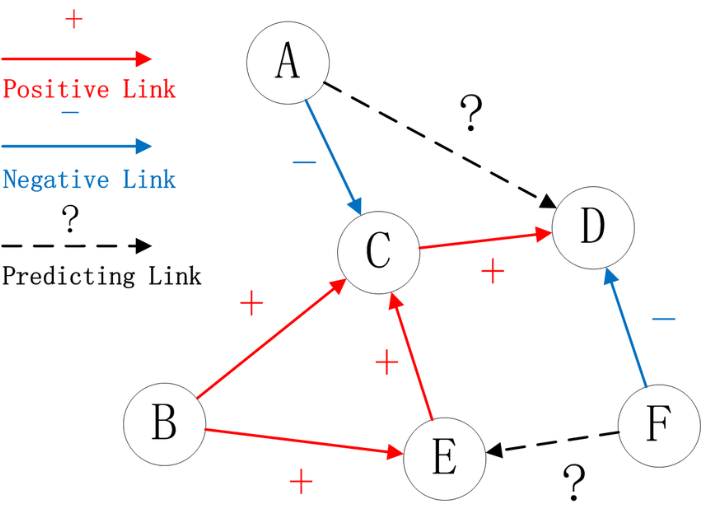 +
Positive Link
−
Negative Link
?
Predicting Link
A
?
−
D
C
+
+
−
+
B
F
E
+
?